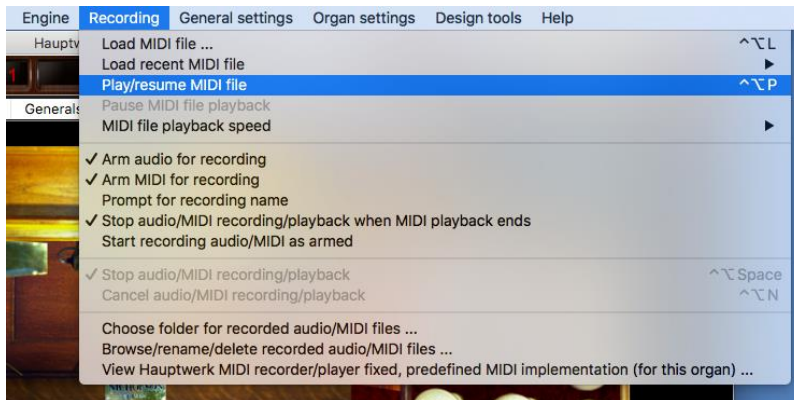 Engine Recording General settings Organ settings Design tools Help
Hauptw
Load MIDI file ... ^⌥L
1
Load recent MIDI file ▶
Play/resume MIDI file ^⌥P
Generals
Pause MIDI file playback
MIDI file playback speed ▶
✓ Arm audio for recording
✓ Arm MIDI for recording
Prompt for recording name
✓ Stop audio/MIDI recording/playback when MIDI playback ends
Start recording audio/MIDI as armed
✓ Stop audio/MIDI recording/playback ^⌥Space
Cancel audio/MIDI recording/playback ^⌥N
Choose folder for recorded audio/MIDI files ...
Browse/rename/delete recorded audio/MIDI files ...
View Hauptwerk MIDI recorder/player fixed, predefined MIDI implementation (for this organ) ...